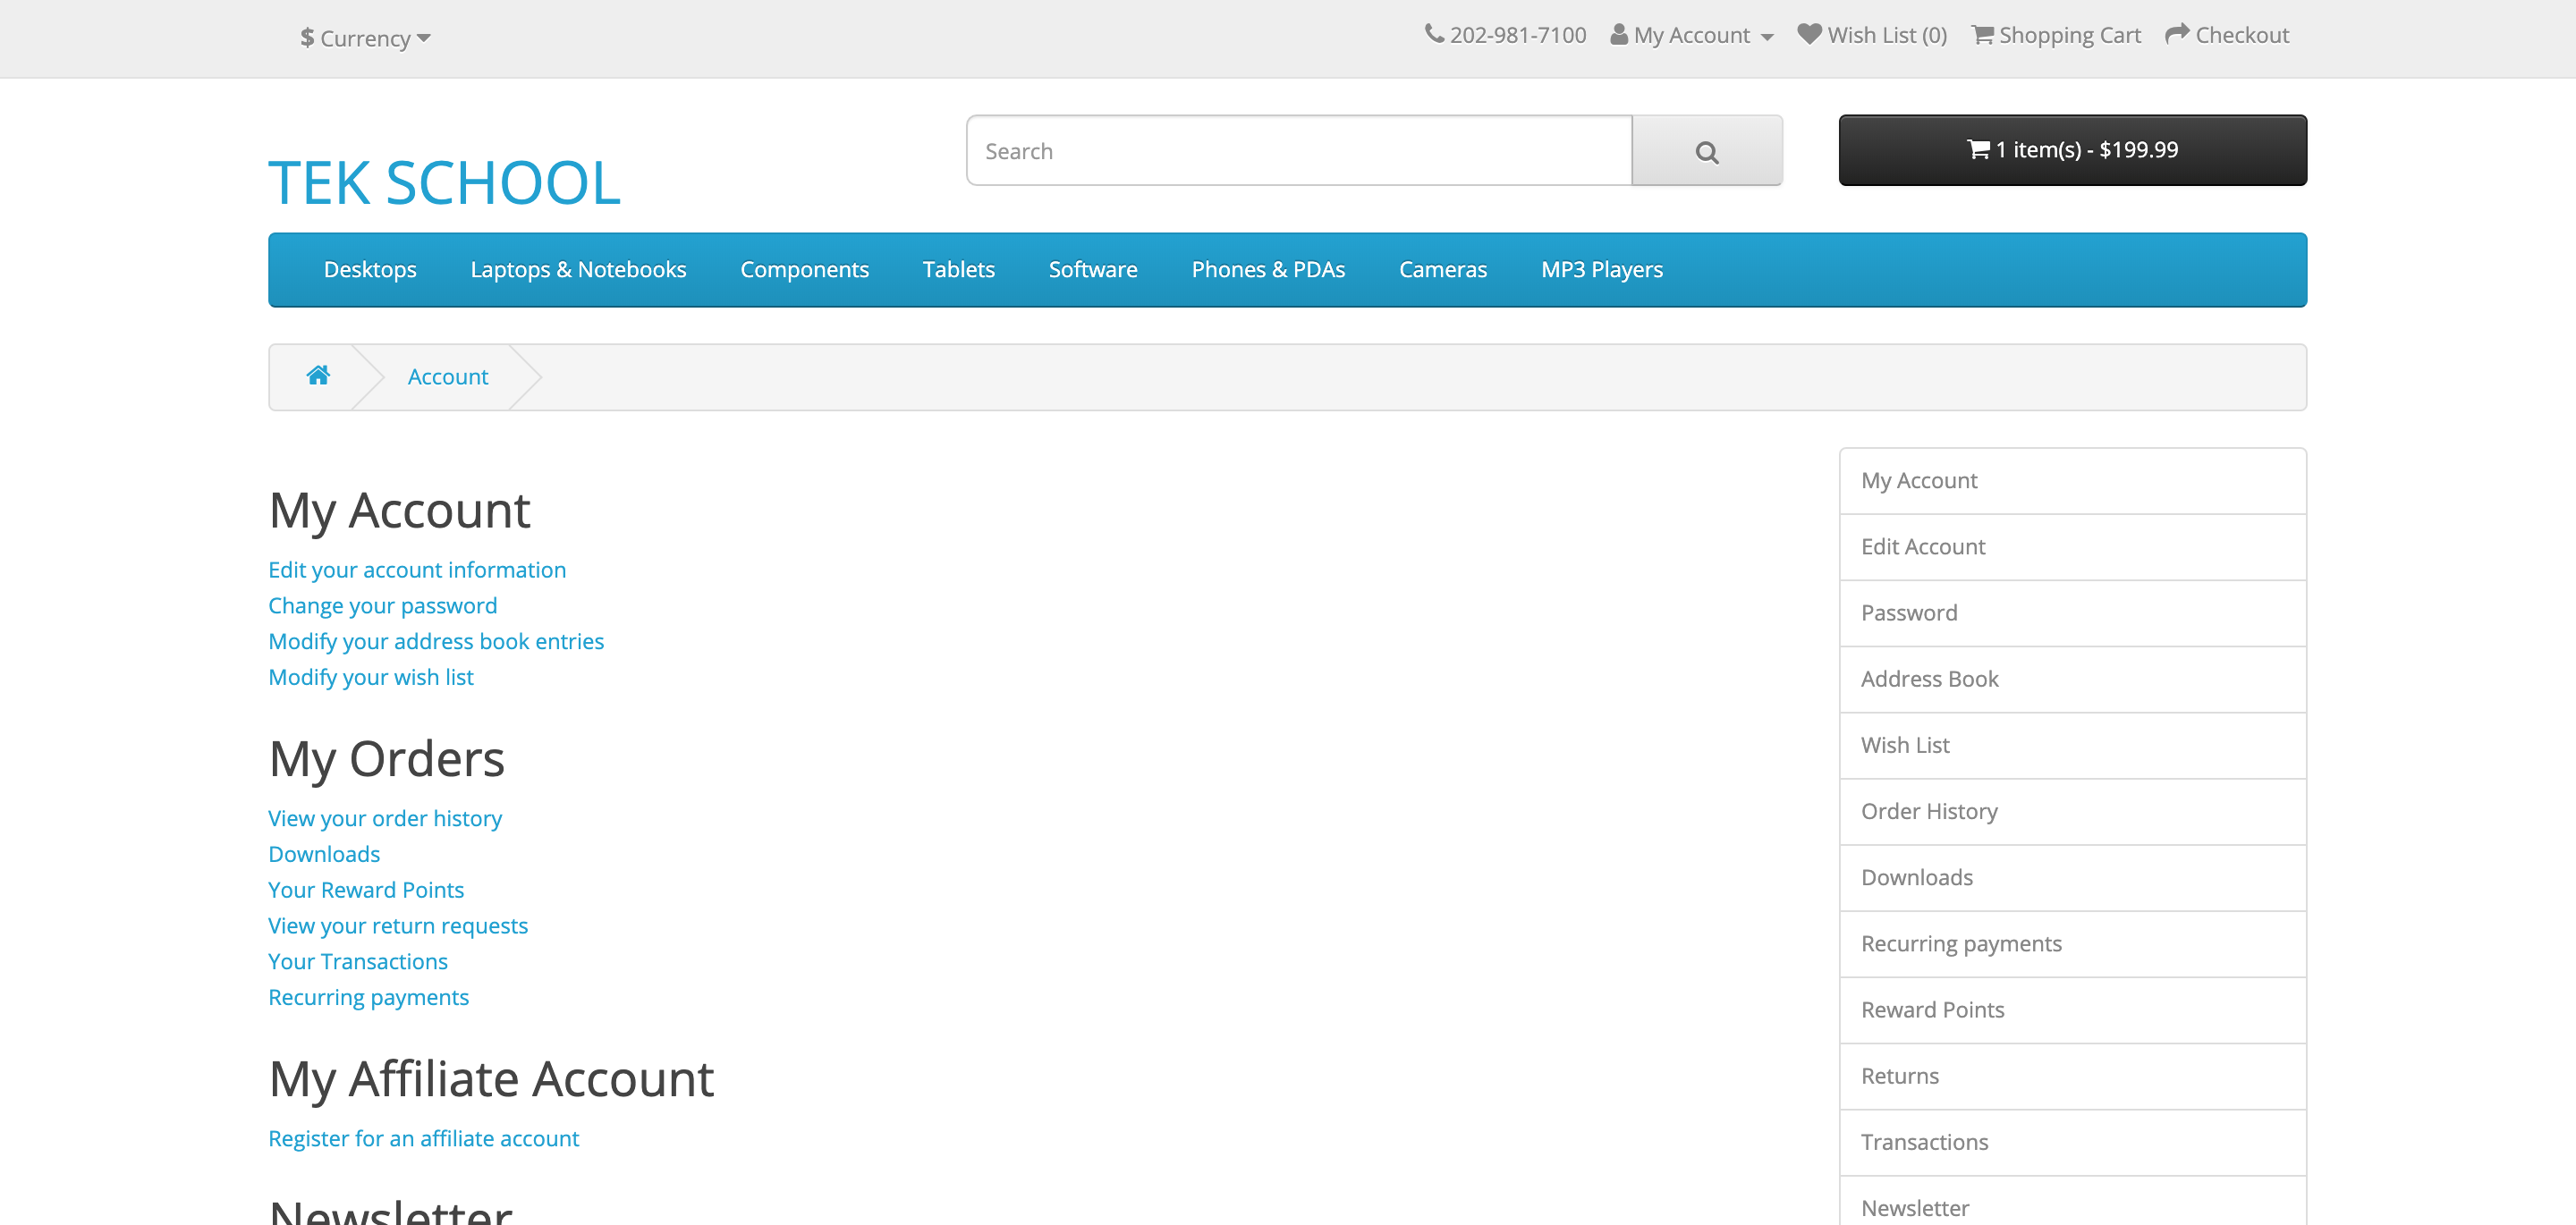 $ Currency
202-981-7100 My Account Wish List (0) Shopping Cart Checkout
TEK SCHOOL
Search
1 item(s) - $199.99
Desktops Laptops & Notebooks Components Tablets Software Phones & PDAs Cameras MP3 Players
Account
My Account
Edit your account information
Change your password
Modify your address book entries
Modify your wish list
My Orders
View your order history
Downloads
Your Reward Points
View your return requests
Your Transactions
Recurring payments
My Affiliate Account
Register for an affiliate account
Newsletter
My Account
Edit Account
Password
Address Book
Wish List
Order History
Downloads
Recurring payments
Reward Points
Returns
Transactions
Newsletter